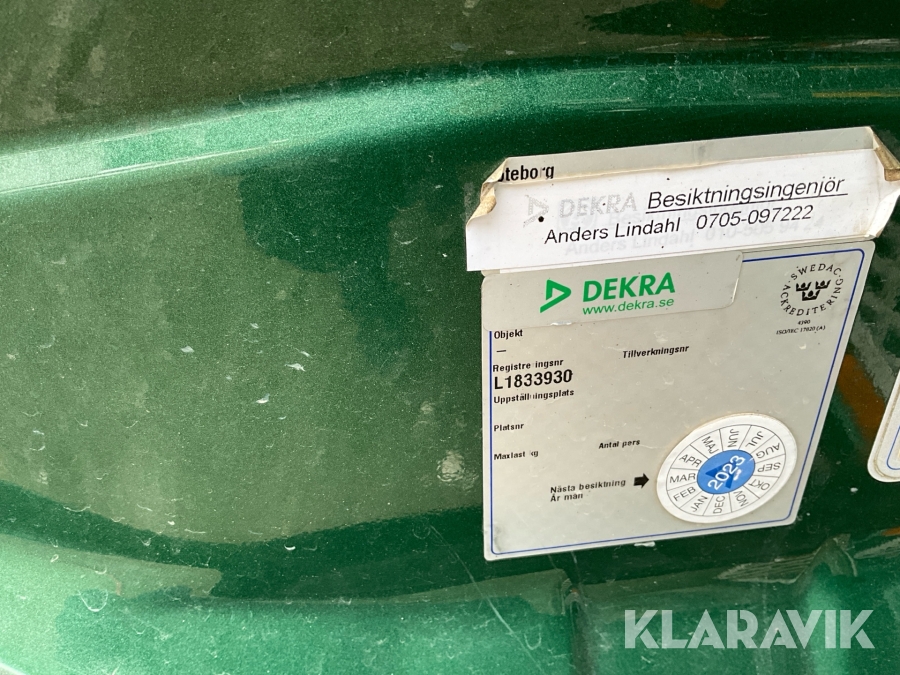 teborg
DEKRA
Besiktningsingenjör
Anders Lindahl 0705-097222
DEKRA
www.dekra.se
SWEDAC
ACKREDITERING
ISO/IEC 17020 (A)
Objekt
—
Registreringsnr
Tillverkningsnr
L1833930
Uppställningsplats
Platsnr
Maxlast kg
Antal pers
Nästa besiktning
År mån
JAN FEB MAR APR MAJ JUN JUL AUG SEP OKT NOV DEC
2023
KLARAVIK